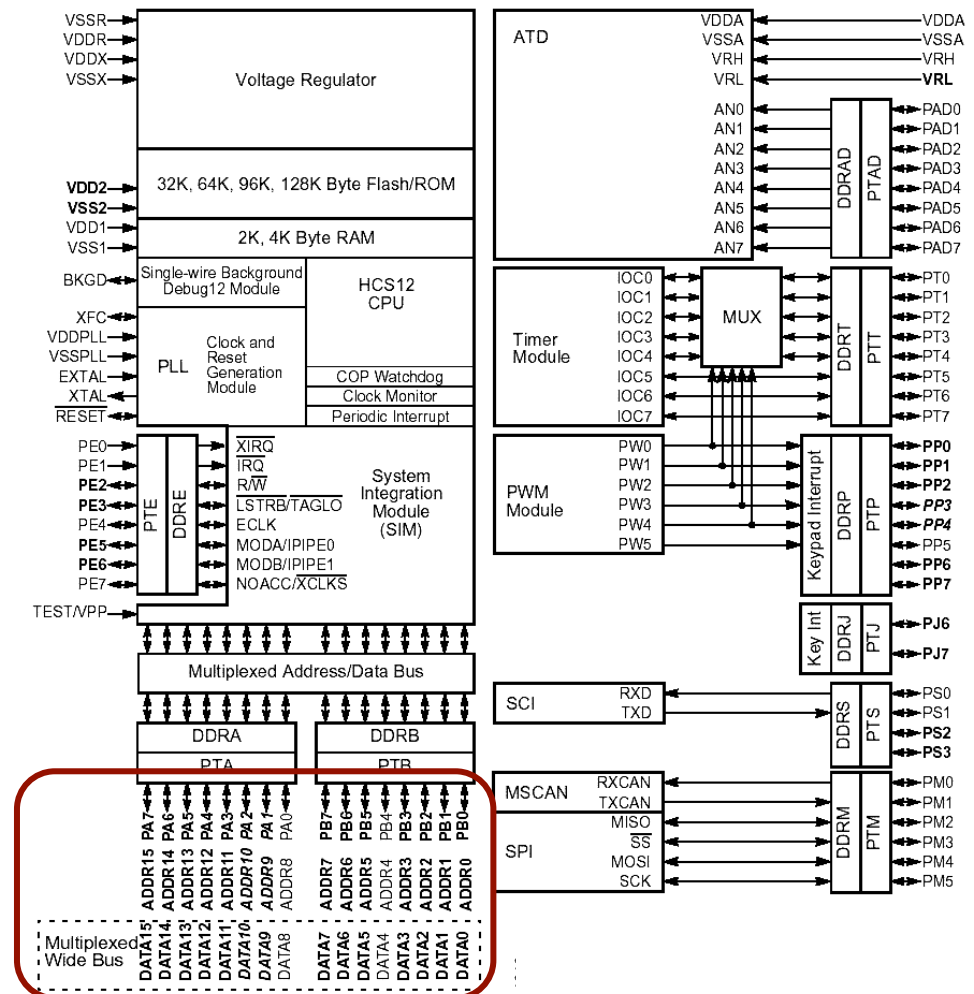 VSSR
VDDR
VDDX
VSSX
Voltage Regulator
VDD2
VSS2
32K, 64K, 96K, 128K Byte Flash/ROM
VDD1
VSS1
2K, 4K Byte RAM
BKGD
Single-wire Background
Debug12 Module
HCS12
CPU
XFC
VDDPLL
VSSPLL
EXTAL
XTAL
RESET
PLL
Clock and
Reset
Generation
Module
COP Watchdog
Clock Monitor
Periodic Interrupt
PE0
PE1
PE2
PE3
PE4
PE5
PE6
PE7
PTE
DDRE
XIRQ
IRQ
R/W
LSTRB/TAGLO
ECLK
MODA/IPIPE0
MODB/IPIPE1
NOACC/XCLKS
System
Integration
Module
(SIM)
TEST/VPP
Multiplexed Address/Data Bus
DDRA
DDRB
PTA
PTB
PA7 PA6 PA5 PA4 PA3 PA2 PA1 PA0
PB7 PB6 PB5 PB4 PB3 PB2 PB1 PB0
ADDR15 ADDR14 ADDR13 ADDR12 ADDR11 ADDR10 ADDR9 ADDR8
ADDR7 ADDR6 ADDR5 ADDR4 ADDR3 ADDR2 ADDR1 ADDR0
Multiplexed
Wide Bus
DATA15 DATA14 DATA13 DATA12 DATA11 DATA10 DATA9 DATA8
DATA7 DATA6 DATA5 DATA4 DATA3 DATA2 DATA1 DATA0
ATD
VDDA
VSSA
VRH
VRL
VDDA
VSSA
VRH
VRL
AN0
AN1
AN2
AN3
AN4
AN5
AN6
AN7
DDRAD
PTAD
PAD0
PAD1
PAD2
PAD3
PAD4
PAD5
PAD6
PAD7
Timer
Module
IOC0
IOC1
IOC2
IOC3
IOC4
IOC5
IOC6
IOC7
MUX
DDRT
PTT
PT0
PT1
PT2
PT3
PT4
PT5
PT6
PT7
PWM
Module
PW0
PW1
PW2
PW3
PW4
PW5
Keypad Interrupt
DDRP
PTP
PP0
PP1
PP2
PP3
PP4
PP5
PP6
PP7
Key Int
DDRJ
PTJ
PJ6
PJ7
SCI
RXD
TXD
DDRS
PTS
PS0
PS1
PS2
PS3
MSCAN
RXCAN
TXCAN
SPI
MISO
SS
MOSI
SCK
DDRM
PTM
PM0
PM1
PM2
PM3
PM4
PM5